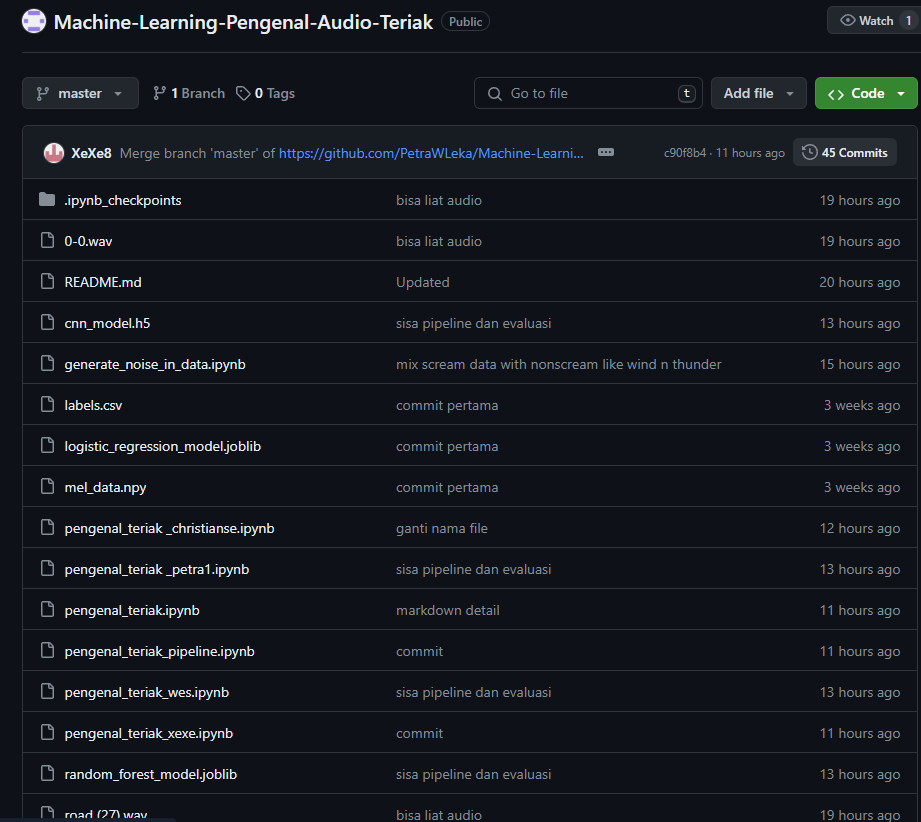 Machine-Learning-Pengenal-Audio-Teriak Public Watch 1
master 1 Branch 0 Tags Go to file t Add file Code
XeXe8 Merge branch 'master' of https://github.com/PetraWLeka/Machine-Learni... c90f8b4 · 11 hours ago 45 Commits
.ipynb_checkpoints bisa liat audio 19 hours ago
0-0.wav bisa liat audio 19 hours ago
README.md Updated 20 hours ago
cnn_model.h5 sisa pipeline dan evaluasi 13 hours ago
generate_noise_in_data.ipynb mix scream data with nonscream like wind n thunder 15 hours ago
labels.csv commit pertama 3 weeks ago
logistic_regression_model.joblib commit pertama 3 weeks ago
mel_data.npy commit pertama 3 weeks ago
pengenal_teriak _christianse.ipynb ganti nama file 12 hours ago
pengenal_teriak _petra1.ipynb sisa pipeline dan evaluasi 13 hours ago
pengenal_teriak.ipynb markdown detail 11 hours ago
pengenal_teriak_pipeline.ipynb commit 11 hours ago
pengenal_teriak_wes.ipynb sisa pipeline dan evaluasi 13 hours ago
pengenal_teriak_xexe.ipynb commit 11 hours ago
random_forest_model.joblib sisa pipeline dan evaluasi 13 hours ago
road (27).wav bisa liat audio 19 hours ago